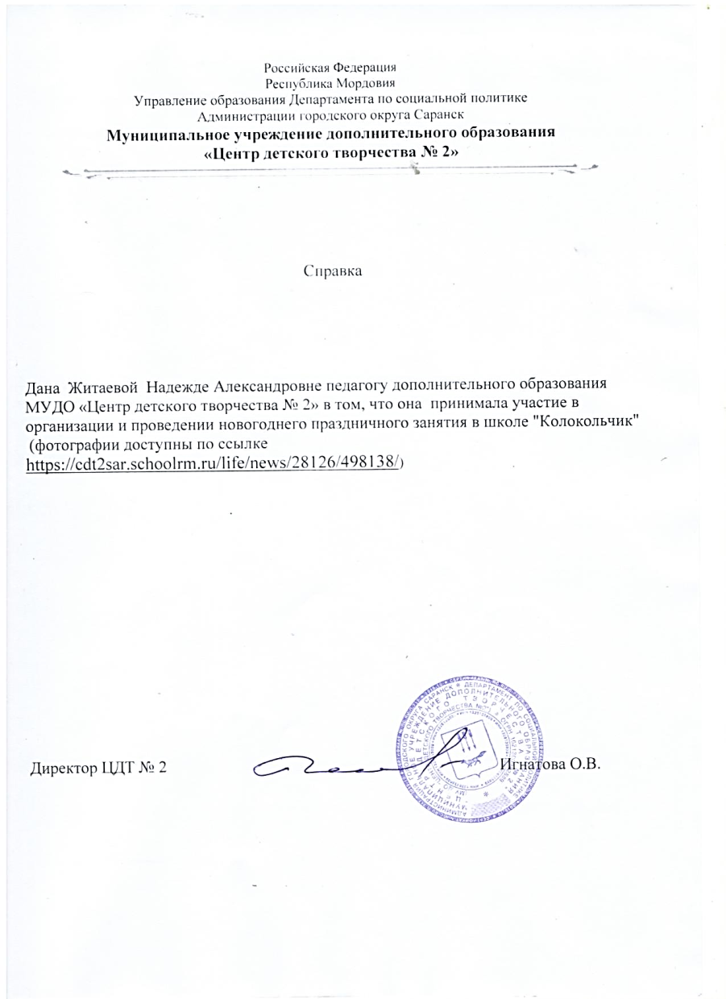 Российская Федерация
Республика Мордовия
Управление образования Департамента по социальной политике
Администрации городского округа Саранск
Муниципальное учреждение дополнительного образования
«Центр детского творчества № 2»
Справка
Дана Житаевой Надежде Александровне педагогу дополнительного образования
МУДО «Центр детского творчества № 2» в том, что она принимала участие в
организации и проведении новогоднего праздничного занятия в школе "Колокольчик"
(фотографии доступны по ссылке
https://cdt2sar.schoolrm.ru/life/news/28126/498138/)
Директор ЦДТ № 2
Игнатова О.В.